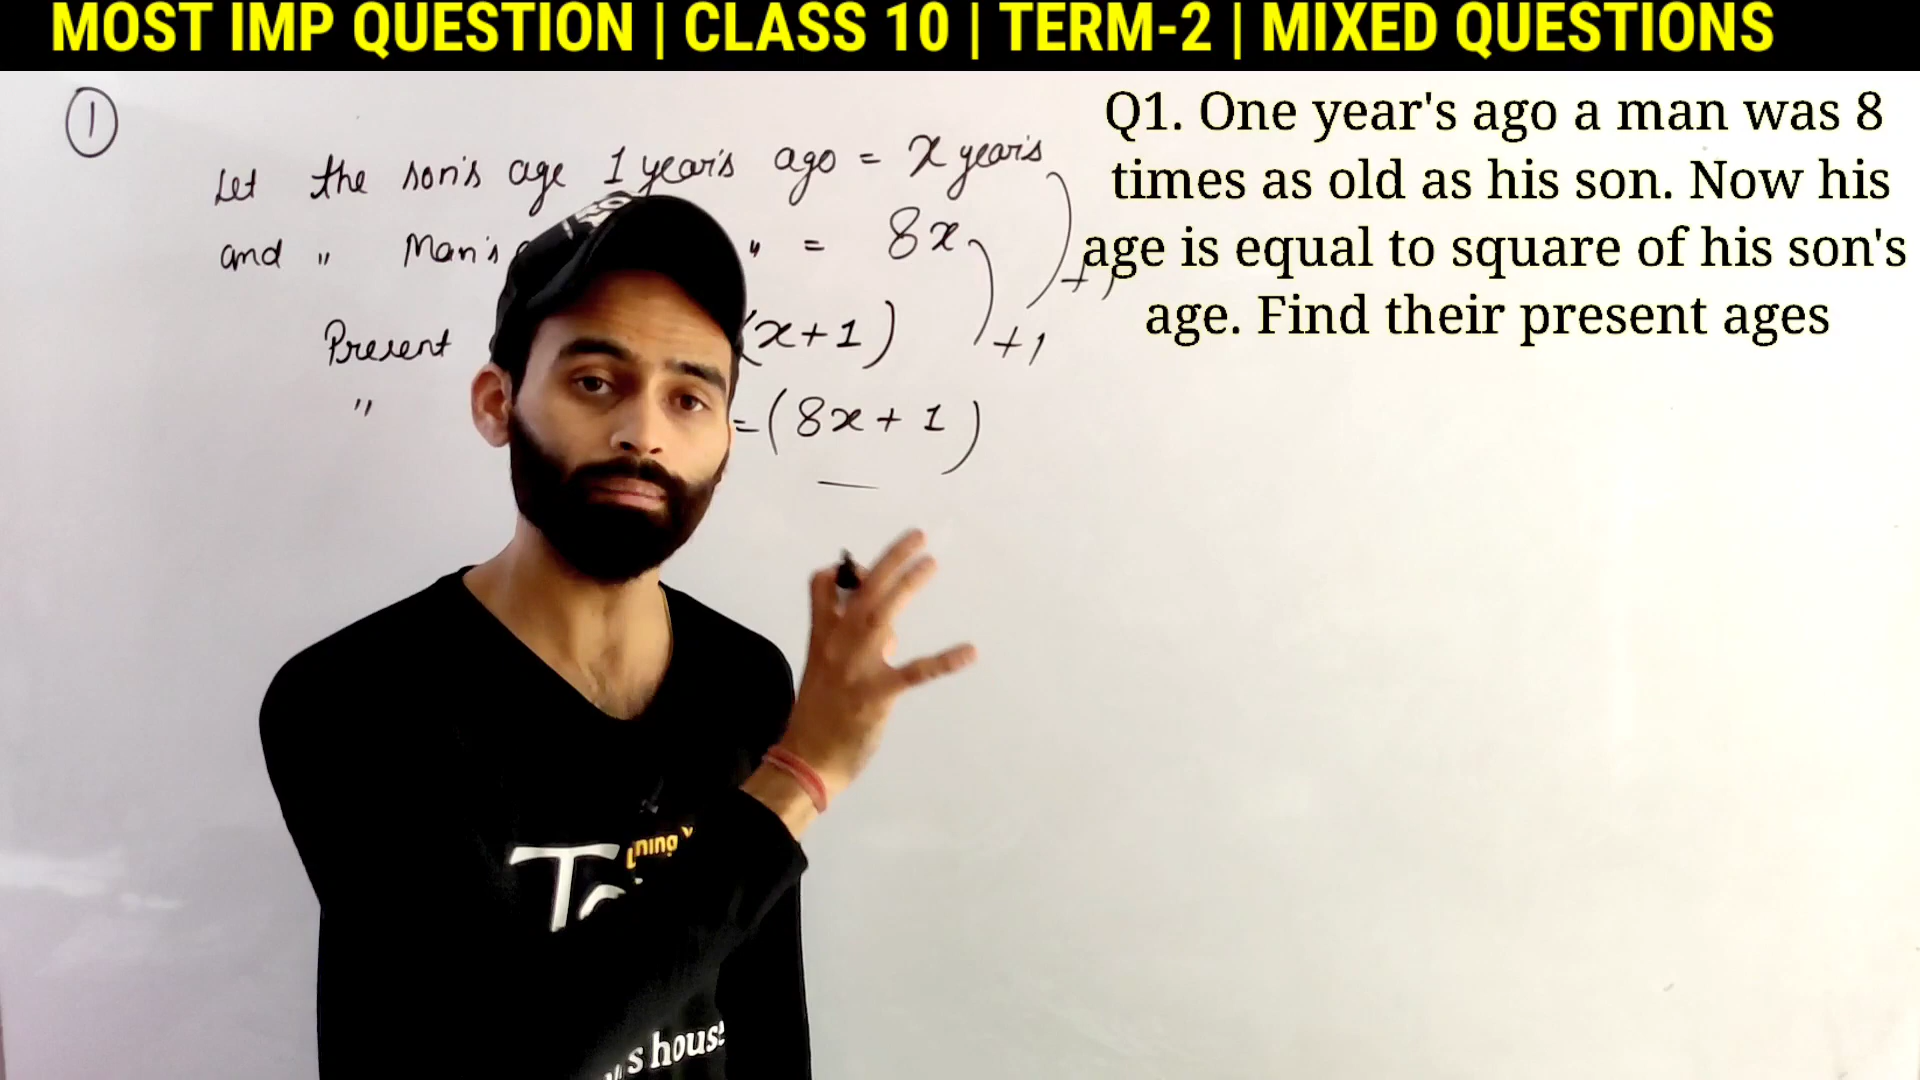 MOST IMP QUESTION | CLASS 10 | TERM-2 | MIXED QUESTIONS
1
Let the son's age 1 year's ago = x year's
and " Man's " = 8x
+1
Present (x+1) +1
" =(8x+1)
Q1. One year's ago a man was 8
times as old as his son. Now his
age is equal to square of his son's
age. Find their present ages
ning
s house